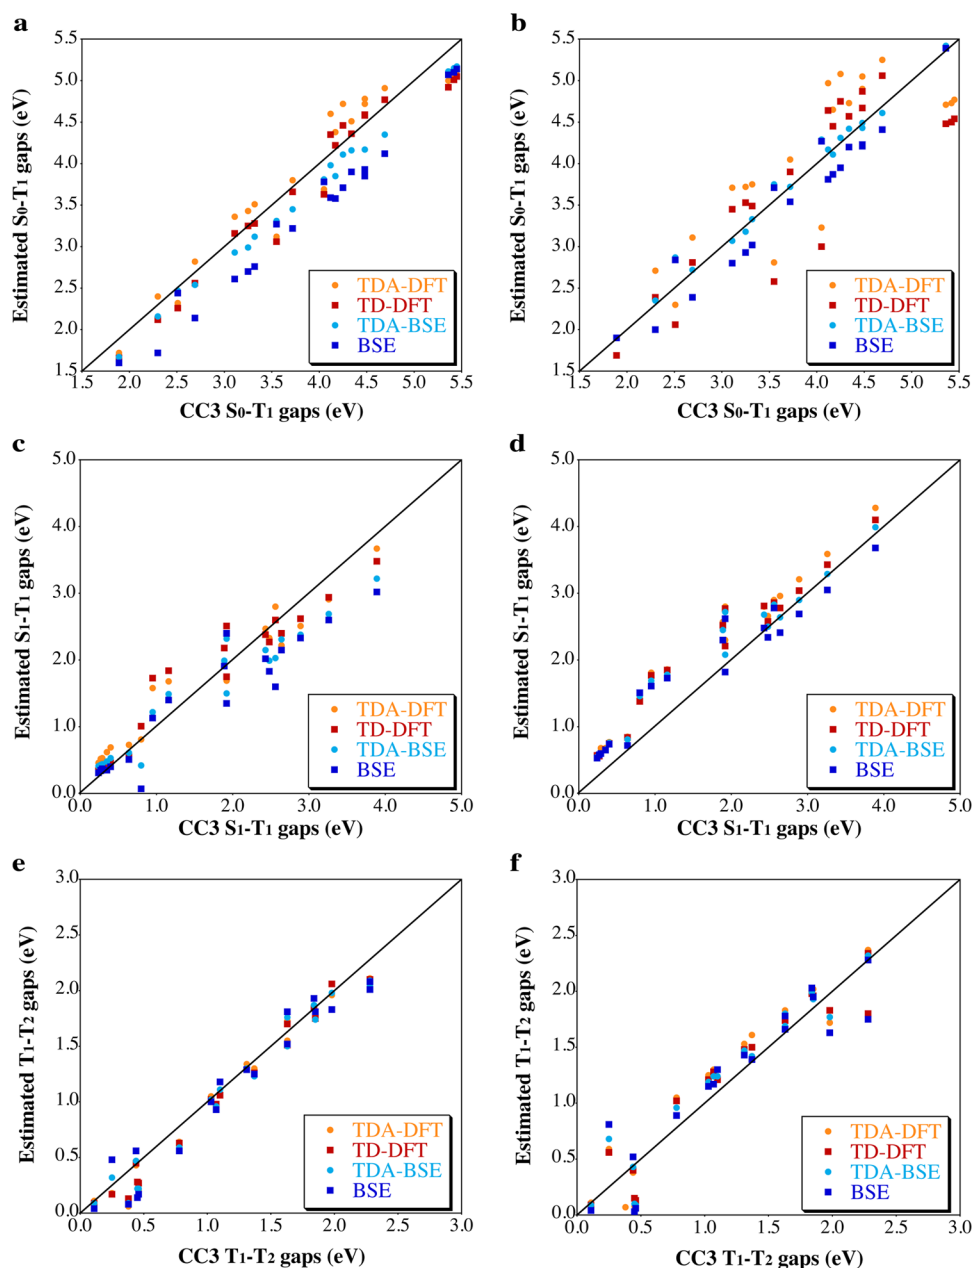 a
5.5
5.0
4.5
4.0
3.5
3.0
2.5
2.0
1.5
Estimated S0-T1 gaps (eV)
TDA-DFT
TD-DFT
TDA-BSE
BSE
1.5 2.0 2.5 3.0 3.5 4.0 4.5 5.0 5.5
CC3 S0-T1 gaps (eV)
b
5.5
5.0
4.5
4.0
3.5
3.0
2.5
2.0
1.5
Estimated S0-T1 gaps (eV)
TDA-DFT
TD-DFT
TDA-BSE
BSE
1.5 2.0 2.5 3.0 3.5 4.0 4.5 5.0 5.5
CC3 S0-T1 gaps (eV)
c
5.0
4.0
3.0
2.0
1.0
0.0
Estimated S1-T1 gaps (eV)
TDA-DFT
TD-DFT
TDA-BSE
BSE
0.0 1.0 2.0 3.0 4.0 5.0
CC3 S1-T1 gaps (eV)
d
5.0
4.0
3.0
2.0
1.0
0.0
Estimated S1-T1 gaps (eV)
TDA-DFT
TD-DFT
TDA-BSE
BSE
0.0 1.0 2.0 3.0 4.0 5.0
CC3 S1-T1 gaps (eV)
e
3.0
2.5
2.0
1.5
1.0
0.5
0.0
Estimated T1-T2 gaps (eV)
TDA-DFT
TD-DFT
TDA-BSE
BSE
0.0 0.5 1.0 1.5 2.0 2.5 3.0
CC3 T1-T2 gaps (eV)
f
3.0
2.5
2.0
1.5
1.0
0.5
0.0
Estimated T1-T2 gaps (eV)
TDA-DFT
TD-DFT
TDA-BSE
BSE
0.0 0.5 1.0 1.5 2.0 2.5 3.0
CC3 T1-T2 gaps (eV)